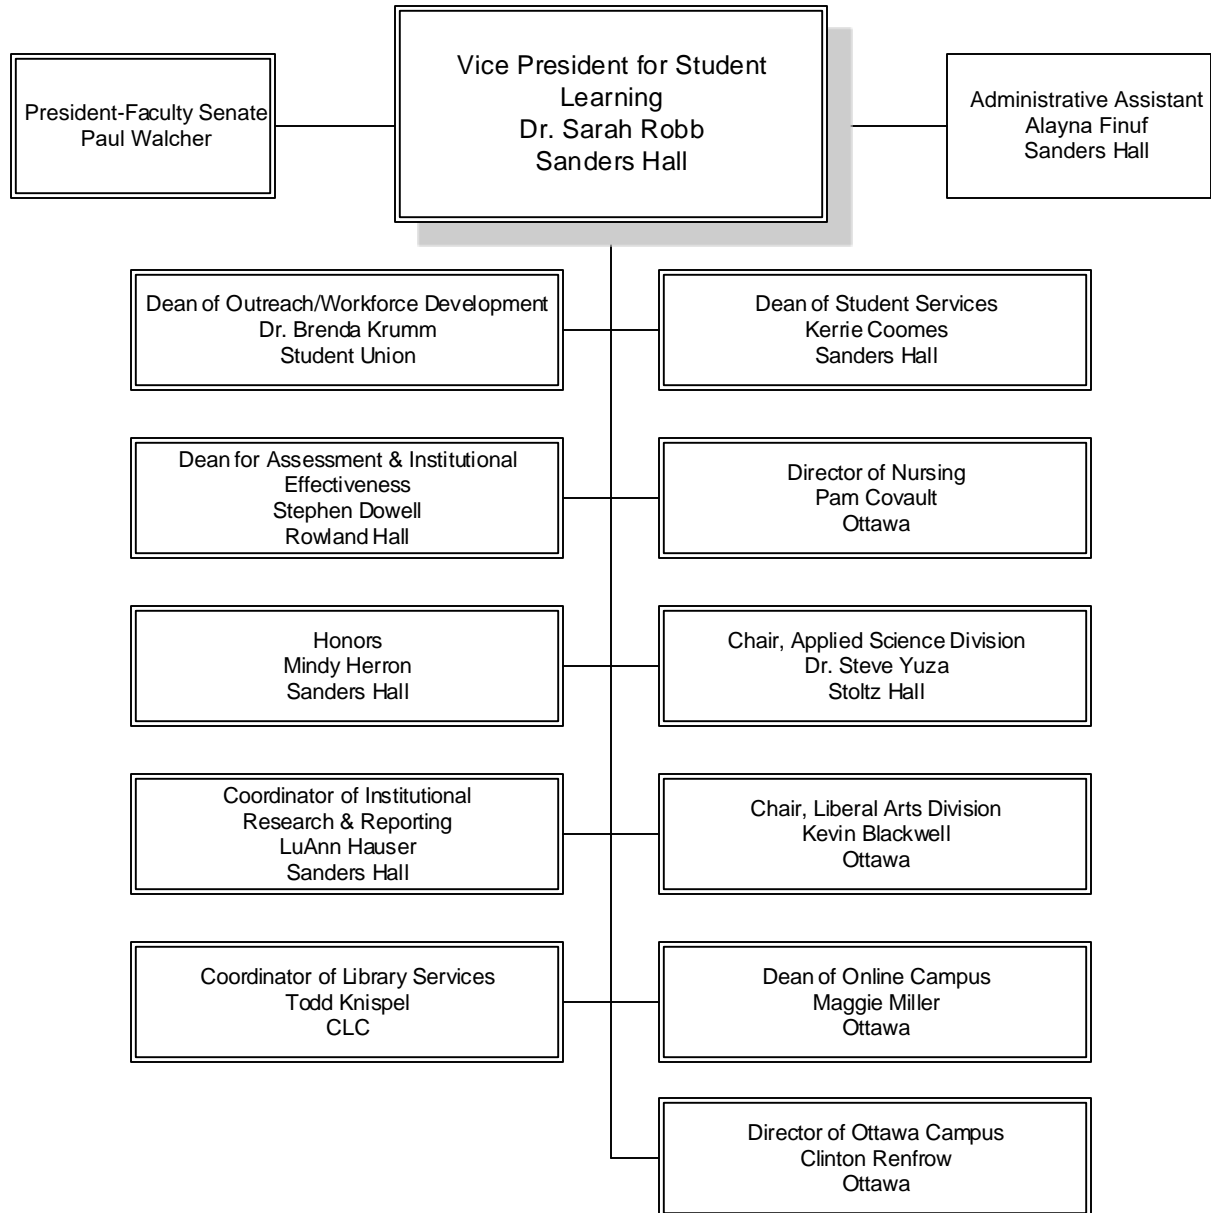 President-Faculty Senate
Paul Walcher
Vice President for Student
Learning
Dr. Sarah Robb
Sanders Hall
Administrative Assistant
Alayna Finuf
Sanders Hall
Dean of Outreach/Workforce Development
Dr. Brenda Krumm
Student Union
Dean of Student Services
Kerrie Coomes
Sanders Hall
Dean for Assessment & Institutional
Effectiveness
Stephen Dowell
Rowland Hall
Director of Nursing
Pam Covault
Ottawa
Honors
Mindy Herron
Sanders Hall
Chair, Applied Science Division
Dr. Steve Yuza
Stoltz Hall
Coordinator of Institutional
Research & Reporting
LuAnn Hauser
Sanders Hall
Chair, Liberal Arts Division
Kevin Blackwell
Ottawa
Coordinator of Library Services
Todd Knispel
CLC
Dean of Online Campus
Maggie Miller
Ottawa
Director of Ottawa Campus
Clinton Renfrow
Ottawa